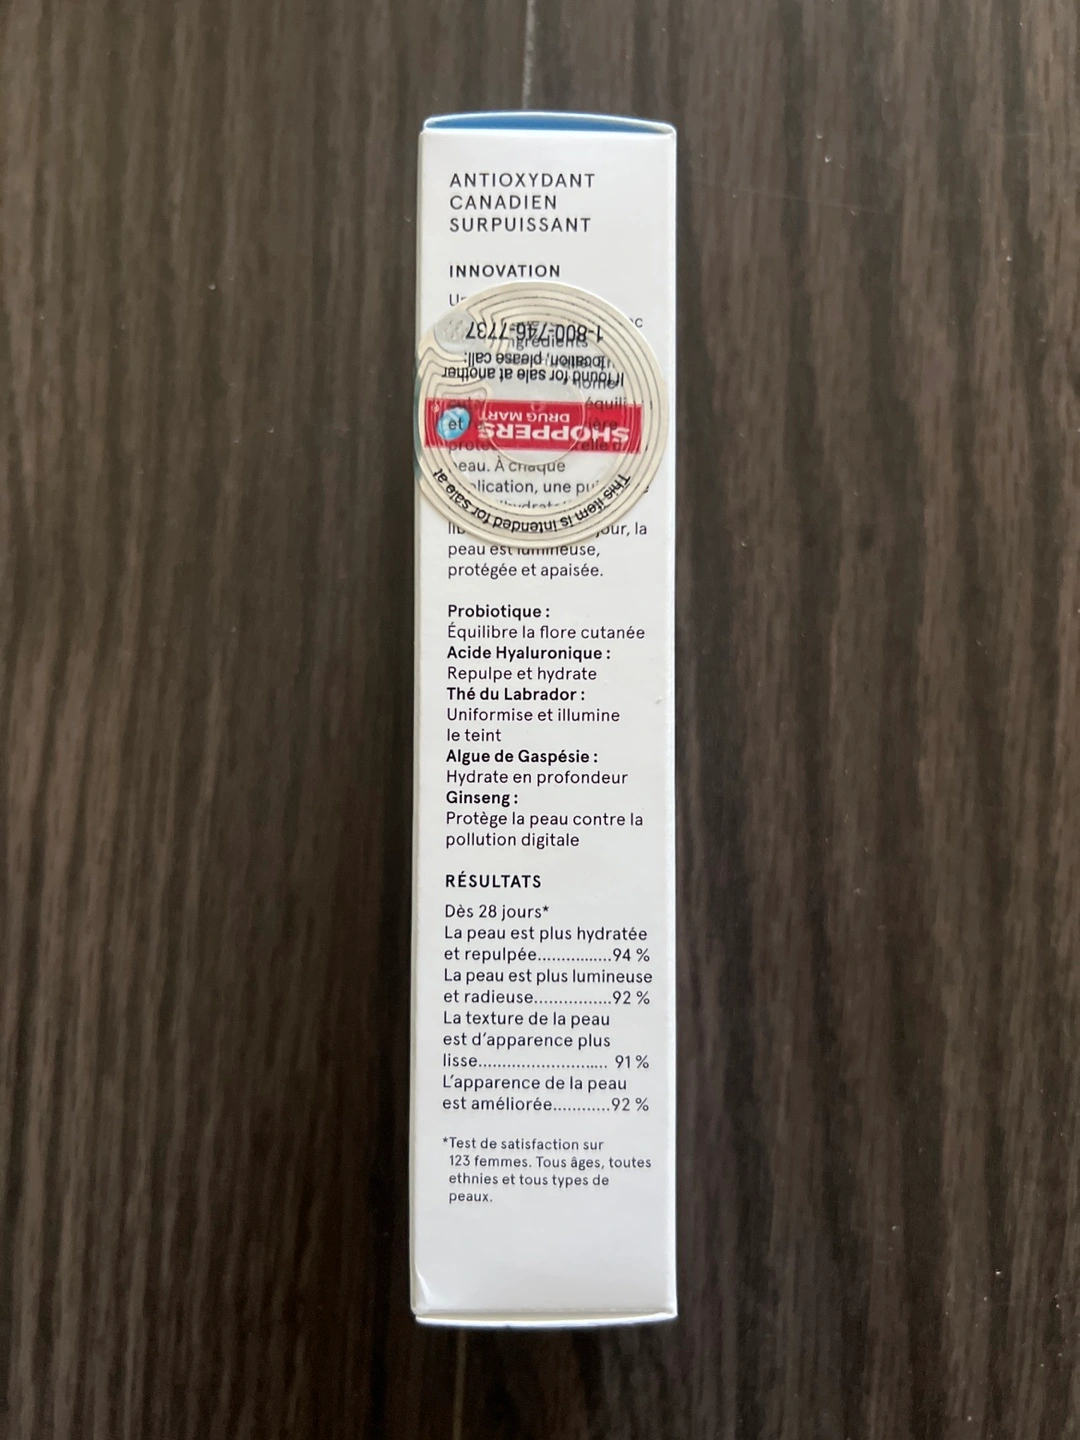 ANTIOXYDANT
CANADIEN
SURPUISSANT
INNOVATION
ingrédients
1-800-746-7737
location, please call:
If found for sale at another
SHOPPERS
DRUG MART
This item is intended for sale at
et
peau. À chaque
application, une
jour, la
peau est lumineuse,
protégée et apaisée.
Probiotique :
Équilibre la flore cutanée
Acide Hyaluronique :
Repulpe et hydrate
Thé du Labrador :
Uniformise et illumine
le teint
Algue de Gaspésie :
Hydrate en profondeur
Ginseng :
Protège la peau contre la
pollution digitale
RÉSULTATS
Dès 28 jours*
La peau est plus hydratée
et repulpée...............94 %
La peau est plus lumineuse
et radieuse................92 %
La texture de la peau
est d'apparence plus
lisse........................... 91 %
L'apparence de la peau
est améliorée............92 %
*Test de satisfaction sur
123 femmes. Tous âges, toutes
ethnies et tous types de
peaux.